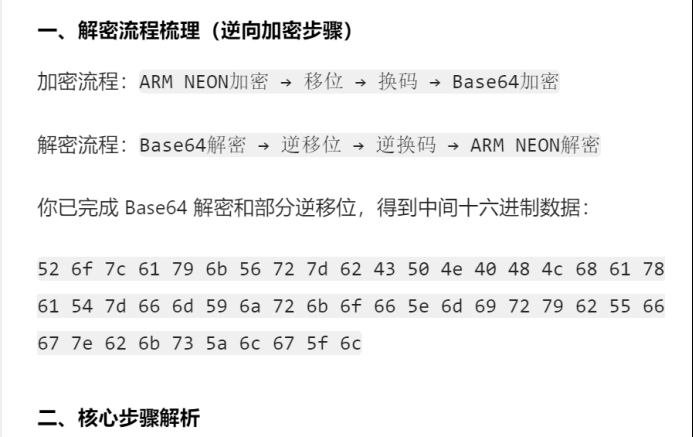 一、解密流程梳理（逆向加密步骤）
加密流程：ARM NEON加密 → 移位 → 换码 → Base64加密
解密流程：Base64解密 → 逆移位 → 逆换码 → ARM NEON解密
你已完成 Base64 解密和部分逆移位，得到中间十六进制数据：
52 6f 7c 61 79 6b 56 72 7d 62 43 50 4e 40 48 4c 68 61 78
61 54 7d 66 6d 59 6a 72 6b 6f 66 5e 6d 69 72 79 62 55 66
67 7e 62 6b 73 5a 6c 67 5f 6c
二、核心步骤解析